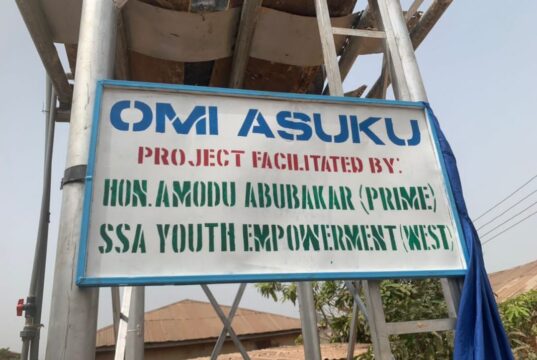 OMI ASUKU
PROJECT FACILITATED BY:
HON. AMODU ABUBAKAR (PRIME)
SSA YOUTH EMPOWERMENT (WEST)